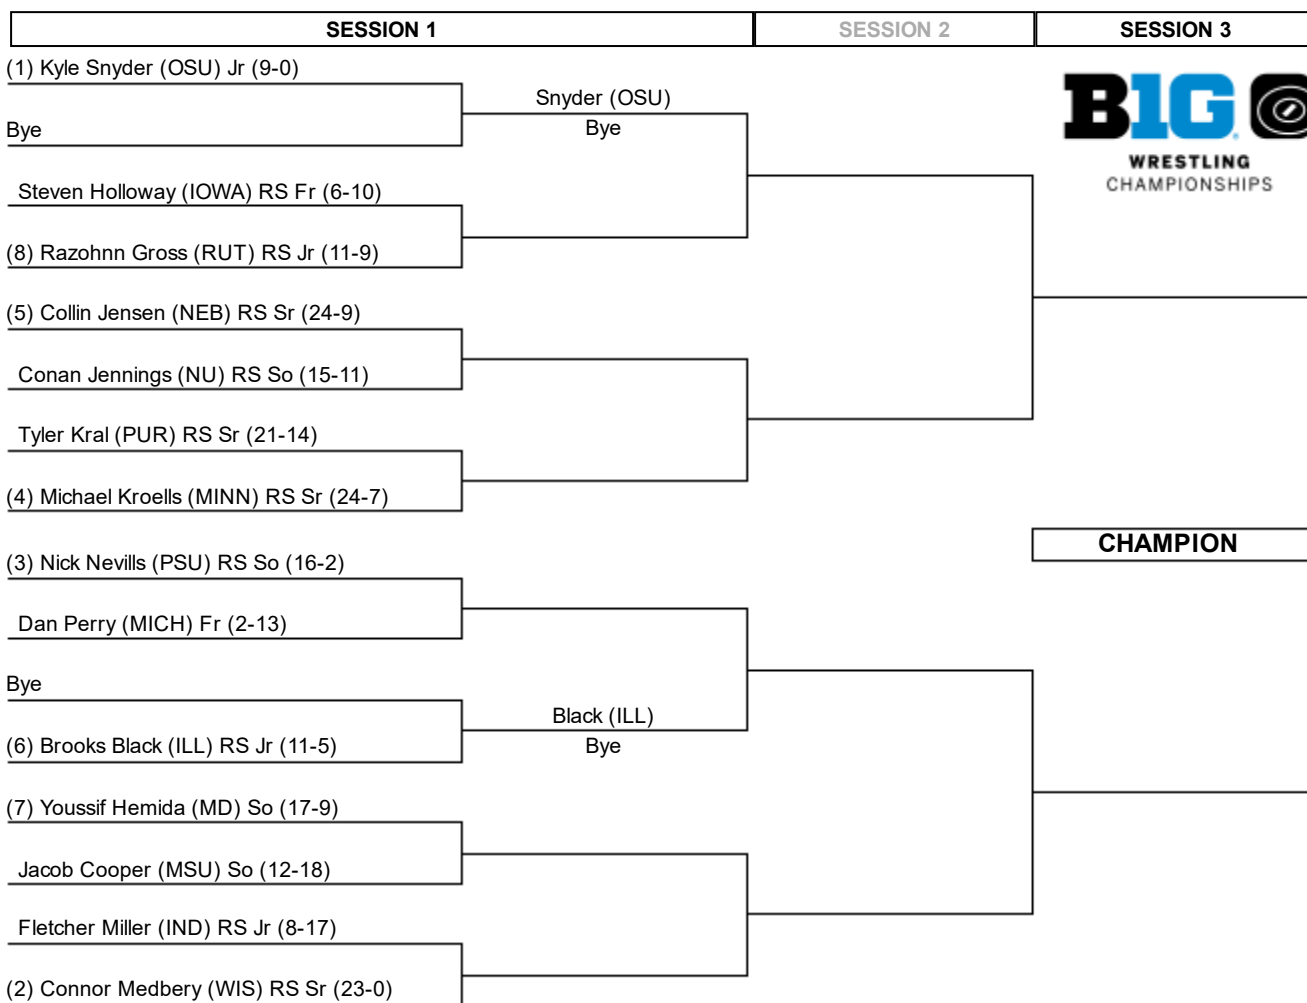 SESSION 1
SESSION 2
SESSION 3
(1) Kyle Snyder (OSU) Jr (9-0)
Snyder (OSU)
Bye
Bye
B1G
WRESTLING
CHAMPIONSHIPS
Steven Holloway (IOWA) RS Fr (6-10)
(8) Razohnn Gross (RUT) RS Jr (11-9)
(5) Collin Jensen (NEB) RS Sr (24-9)
Conan Jennings (NU) RS So (15-11)
Tyler Kral (PUR) RS Sr (21-14)
(4) Michael Kroells (MINN) RS Sr (24-7)
CHAMPION
(3) Nick Nevills (PSU) RS So (16-2)
Dan Perry (MICH) Fr (2-13)
Bye
Black (ILL)
Bye
(6) Brooks Black (ILL) RS Jr (11-5)
(7) Youssif Hemida (MD) So (17-9)
Jacob Cooper (MSU) So (12-18)
Fletcher Miller (IND) RS Jr (8-17)
(2) Connor Medbery (WIS) RS Sr (23-0)